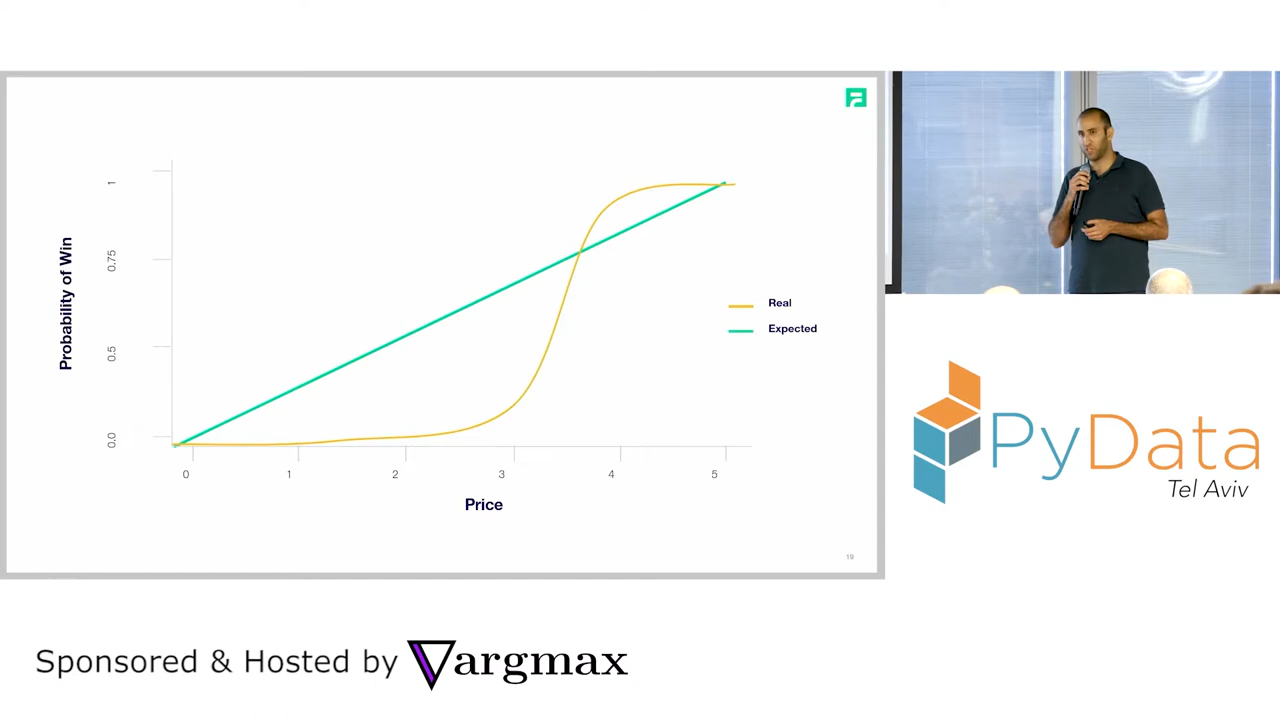 Probability of Win
1
0.75
0.5
0.0
0
1
2
3
4
5
Price
Real
Expected
19
PyData
Tel Aviv
Sponsored & Hosted by argmax